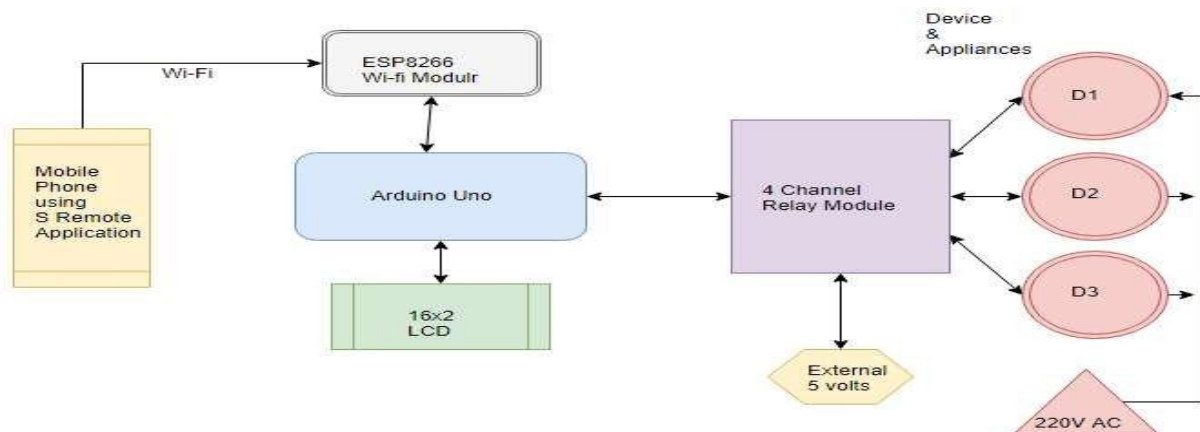 Device
&
Appliances
ESP8266
Wi-fi Modulr
Wi-Fi
D1
Mobile
Phone
using
S Remote
Application
Arduino Uno
4 Channel
Relay Module
D2
D3
16x2
LCD
External
5 volts
220V AC